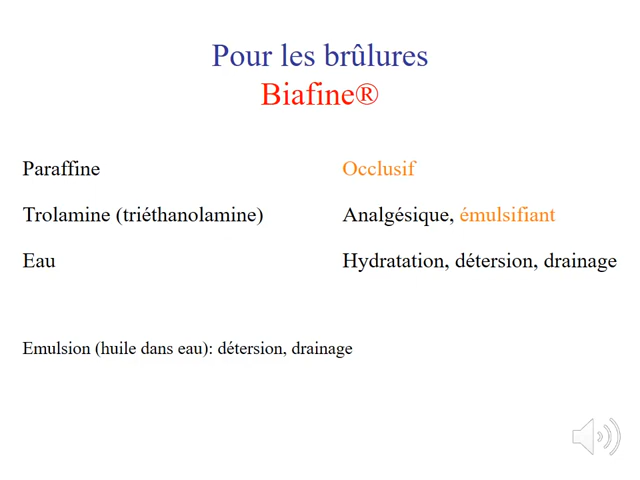 Pour les brûlures
Biafine®
Paraffine Occlusif
Trolamine (triéthanolamine) Analgésique, émulsifiant
Eau Hydratation, détersion, drainage
Emulsion (huile dans eau): détersion, drainage